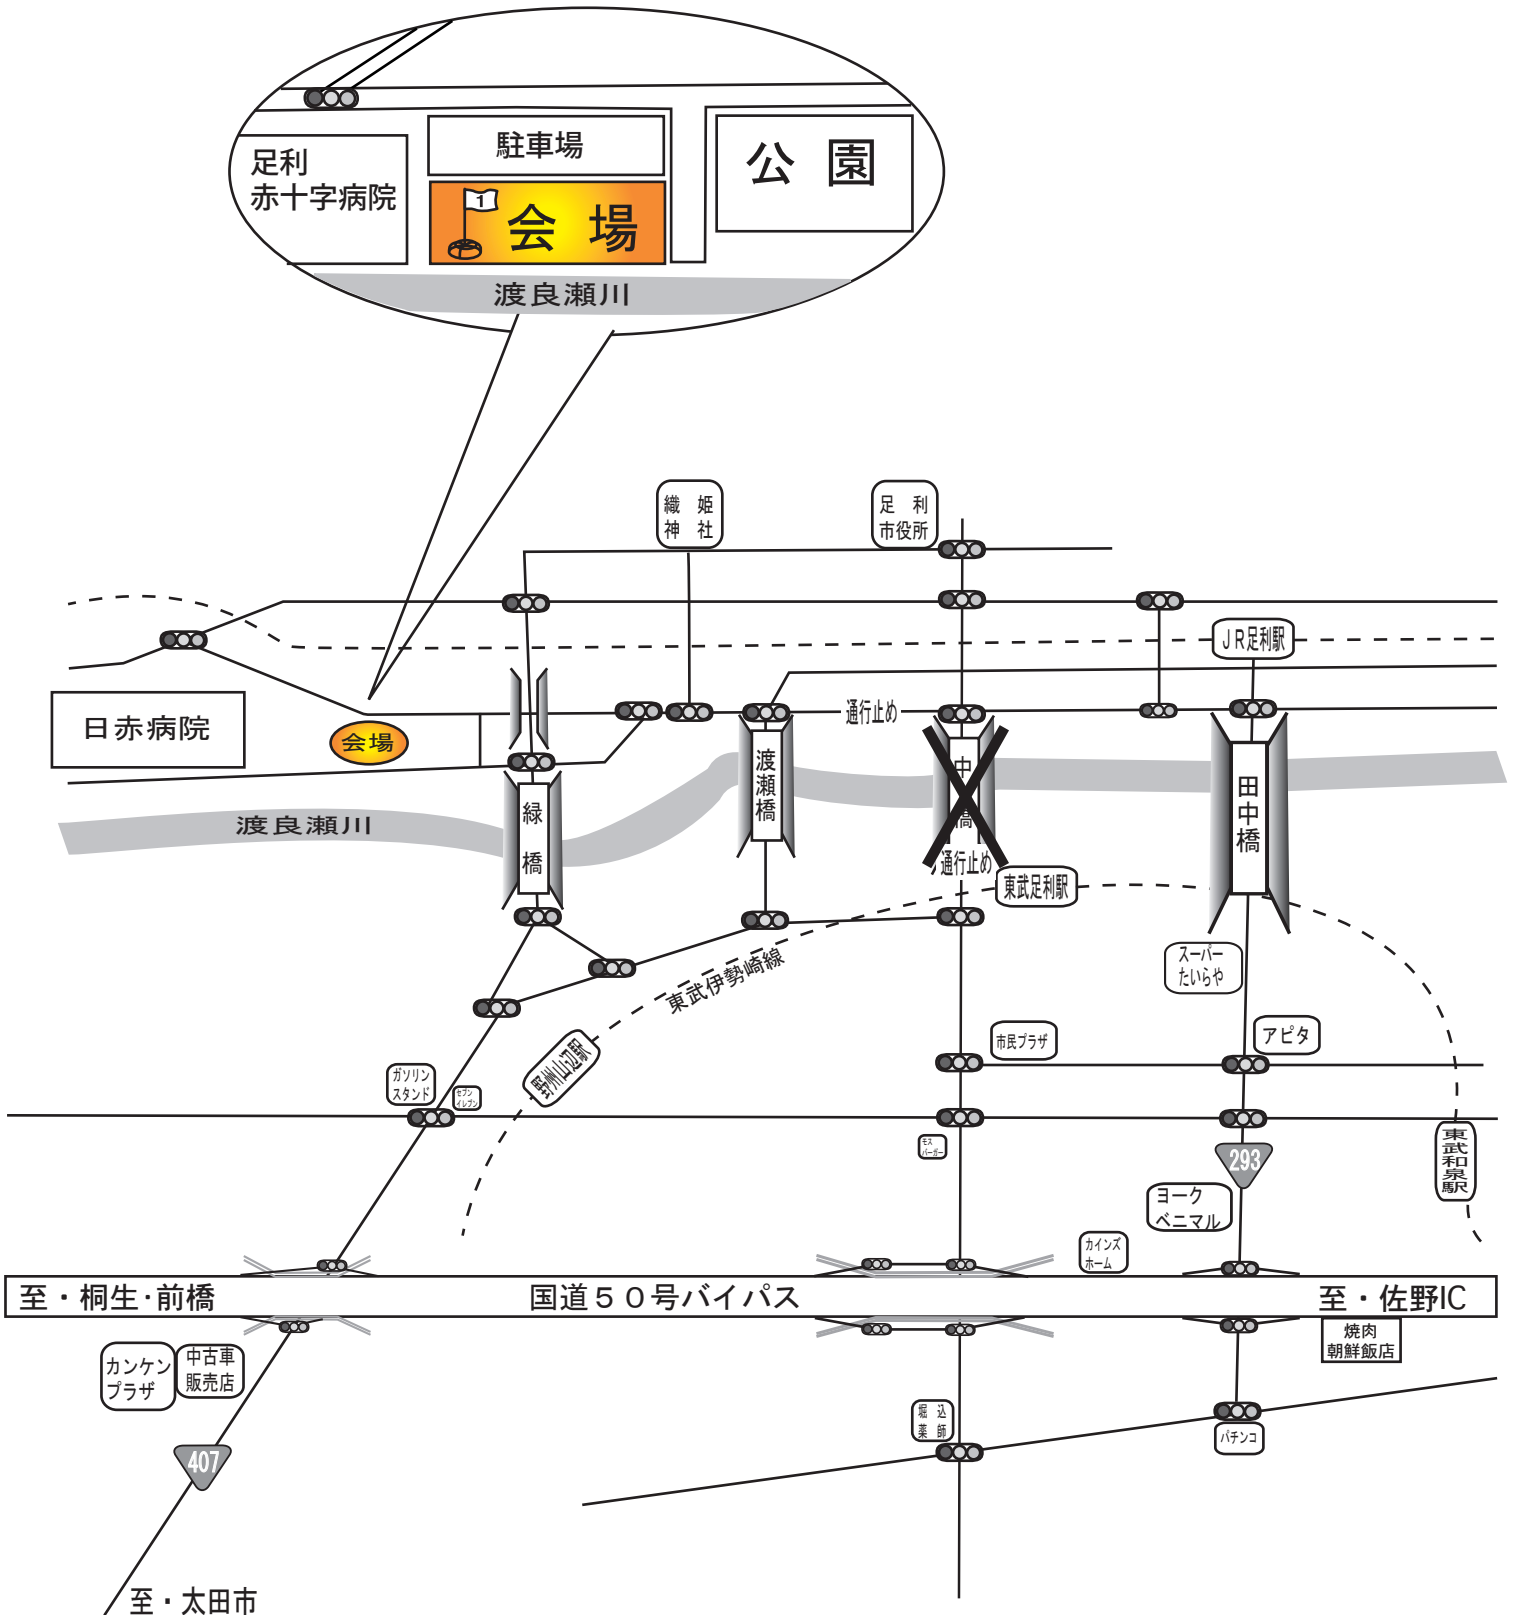 駐車場
足利
赤十字病院
公 園
1
会 場
渡良瀬川
織 姫
神 社
足 利
市役所
JR足利駅
日赤病院
会場
通行止め
渡瀬橋
中
橋
田中橋
渡良瀬川
緑橋
通行止め
東武足利駅
スーパー
たいらや
東武伊勢崎線
野州山辺駅
市民プラザ
アピタ
ガソリン
スタンド
セブン
イレブン
モス
バーガー
293
東武和泉駅
ヨーク
ベニマル
カインズ
ホーム
至・桐生・前橋
国道50号バイパス
至・佐野IC
焼肉
朝鮮飯店
カンケン
プラザ
中古車
販売店
堀 込
薬 師
パチンコ
407
至・太田市